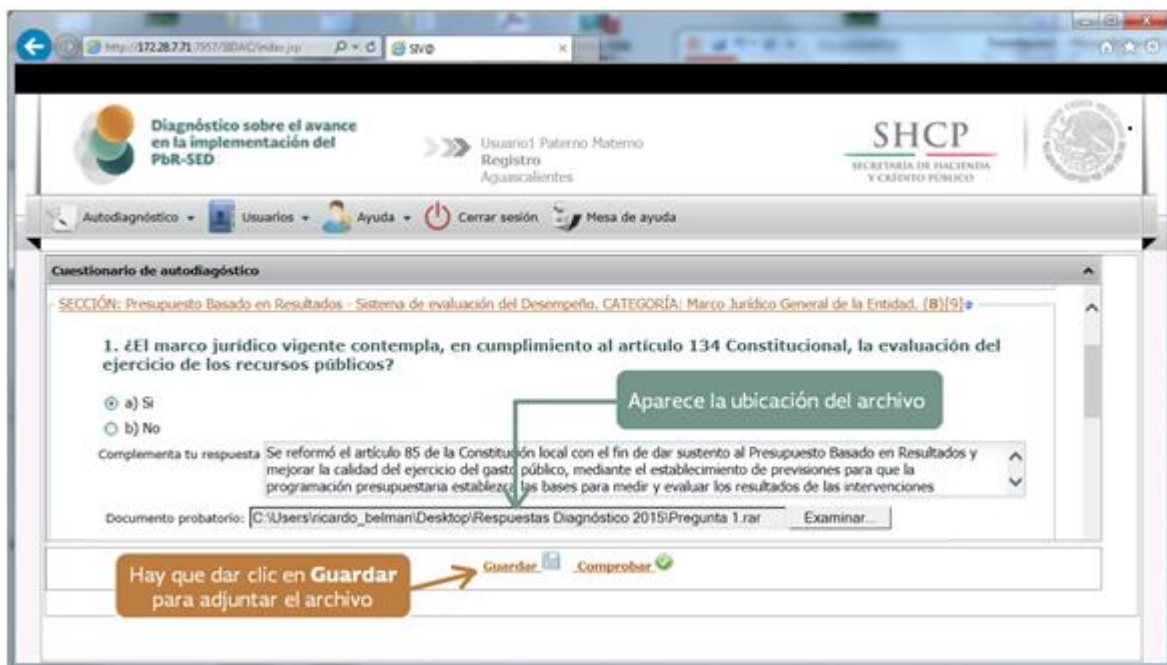 http://172.28.7.71:7957/SIDAC/index.jsp
SIV@
Diagnóstico sobre el avance
en la implementación del
PbR-SED
Usuario1 Paterno Materno
Registro
Aguascalientes
SHCP
SECRETARÍA DE HACIENDA
Y CRÉDITO PÚBLICO
Autodiagnóstico Usuarios Ayuda Cerrar sesión Mesa de ayuda
Cuestionario de autodiagóstico
SECCIÓN: Presupuesto Basado en Resultados - Sistema de evaluación del Desempeño. CATEGORÍA: Marco Jurídico General de la Entidad. (8)[9]
1. ¿El marco jurídico vigente contempla, en cumplimiento al artículo 134 Constitucional, la evaluación del
ejercicio de los recursos públicos?
a) Si
Aparece la ubicación del archivo
b) No
Complementa tu respuesta Se reformó el artículo 85 de la Constitución local con el fin de dar sustento al Presupuesto Basado en Resultados y
mejorar la calidad del ejercicio del gasto público, mediante el establecimiento de previsiones para que la
programación presupuestaria establezca las bases para medir y evaluar los resultados de las intervenciones
Documento probatorio: C:\Users\ricardo_belman\Desktop\Respuestas Diagnóstico 2015\Pregunta 1.rar Examinar...
Guardar Comprobar
Hay que dar clic en Guardar
para adjuntar el archivo